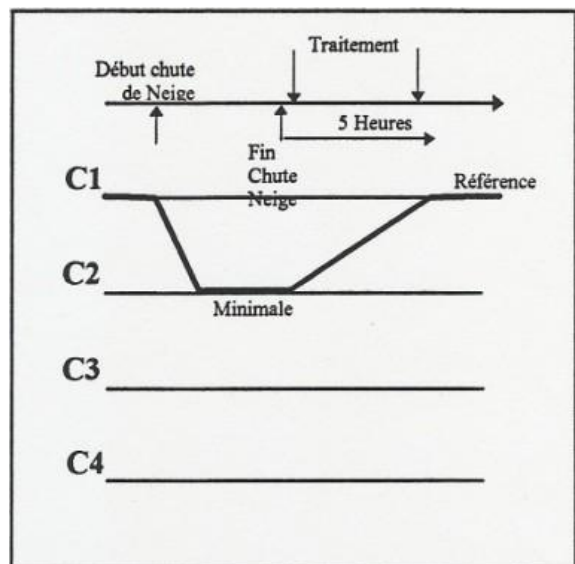 Traitement
Début chute
de Neige
5 Heures
Fin
Chute
Neige
C1
Référence
C2
Minimale
C3
C4